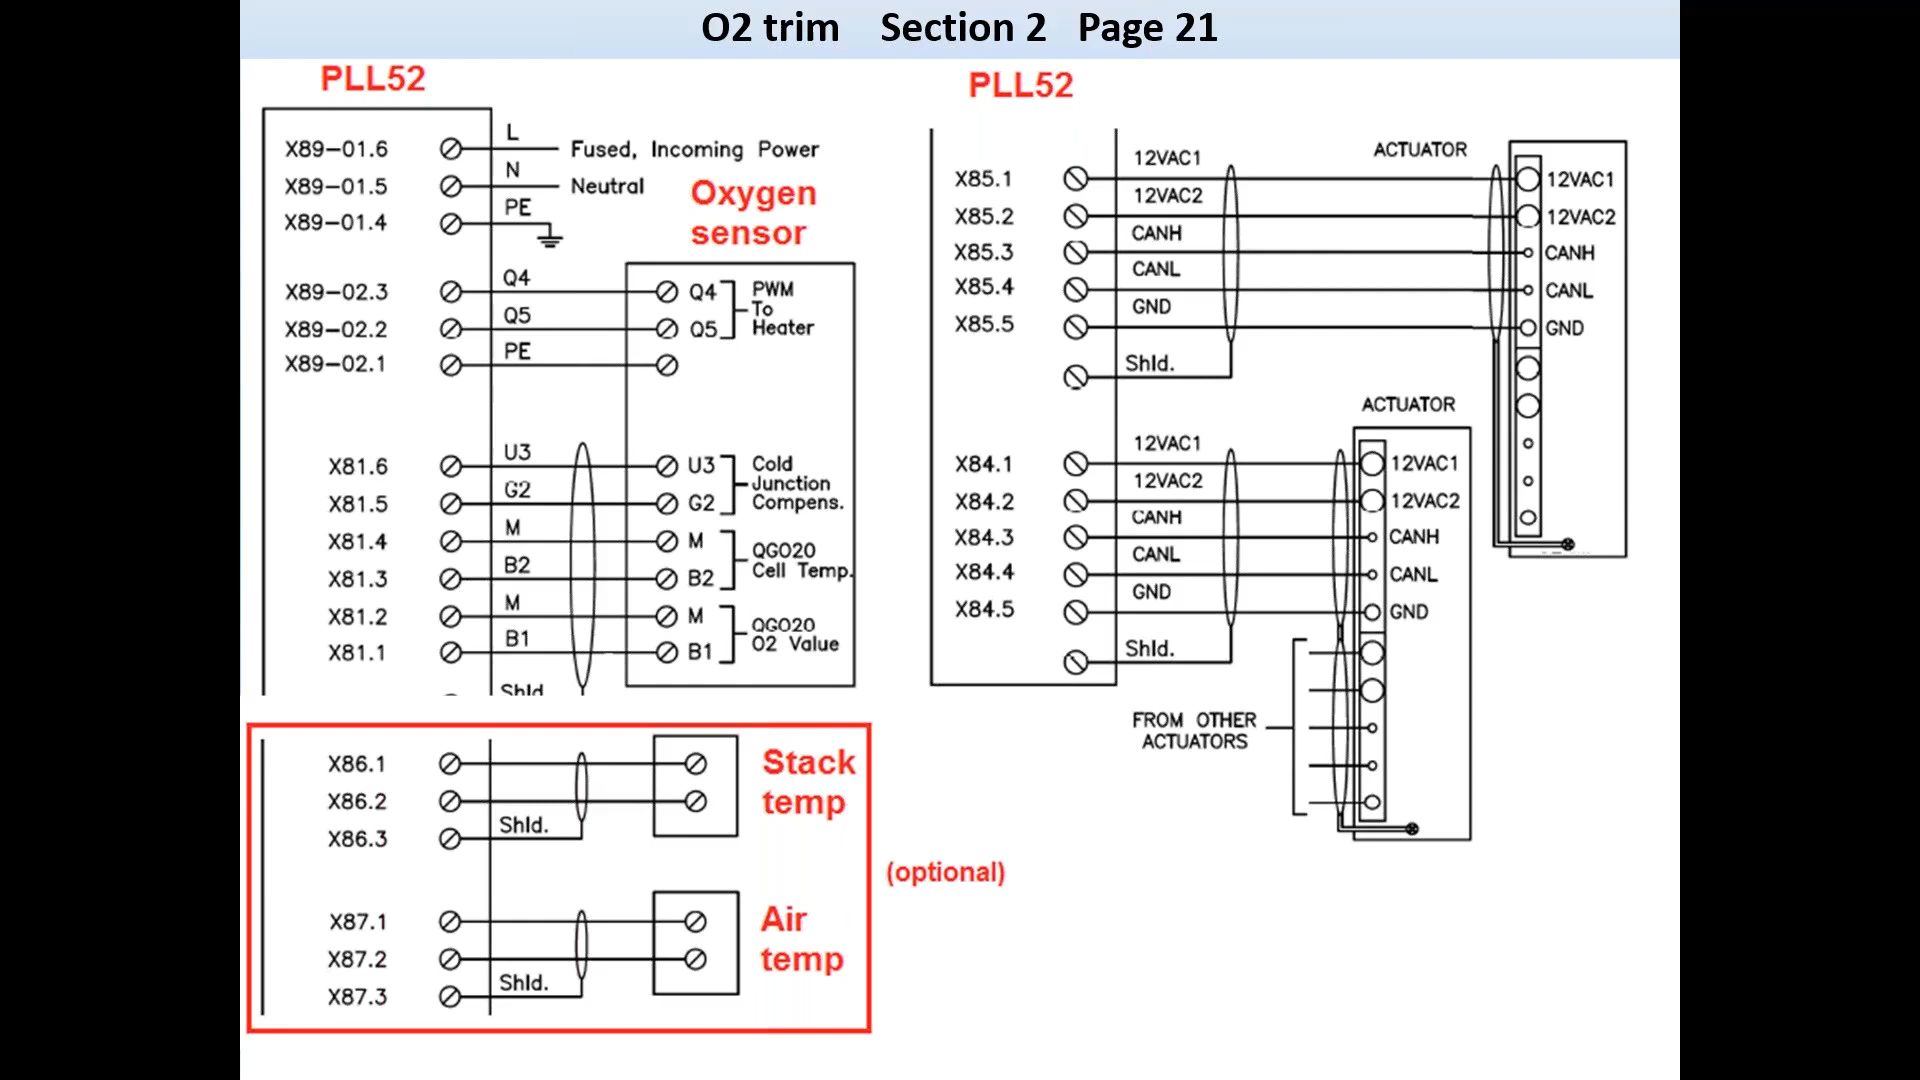 O2 trim Section 2 Page 21
PLL52
X89-01.6 L Fused, Incoming Power
X89-01.5 N Neutral
X89-01.4 PE
Oxygen
sensor
X89-02.3 Q4 Q4
X89-02.2 Q5 Q5
X89-02.1 PE
PWM
To
Heater
X81.6 U3 U3
X81.5 G2 G2
Cold
Junction
Compens.
X81.4 M M
X81.3 B2 B2
QGO20
Cell Temp.
X81.2 M M
X81.1 B1 B1
QGO20
O2 Value
Shld
X86.1
X86.2
X86.3 Shld.
Stack
temp
X87.1
X87.2
X87.3 Shld.
Air
temp
(optional)
PLL52
ACTUATOR
X85.1 12VAC1 12VAC1
X85.2 12VAC2 12VAC2
X85.3 CANH CANH
X85.4 CANL CANL
X85.5 GND GND
Shld.
ACTUATOR
X84.1 12VAC1 12VAC1
X84.2 12VAC2 12VAC2
X84.3 CANH CANH
X84.4 CANL CANL
X84.5 GND GND
Shld.
FROM OTHER
ACTUATORS